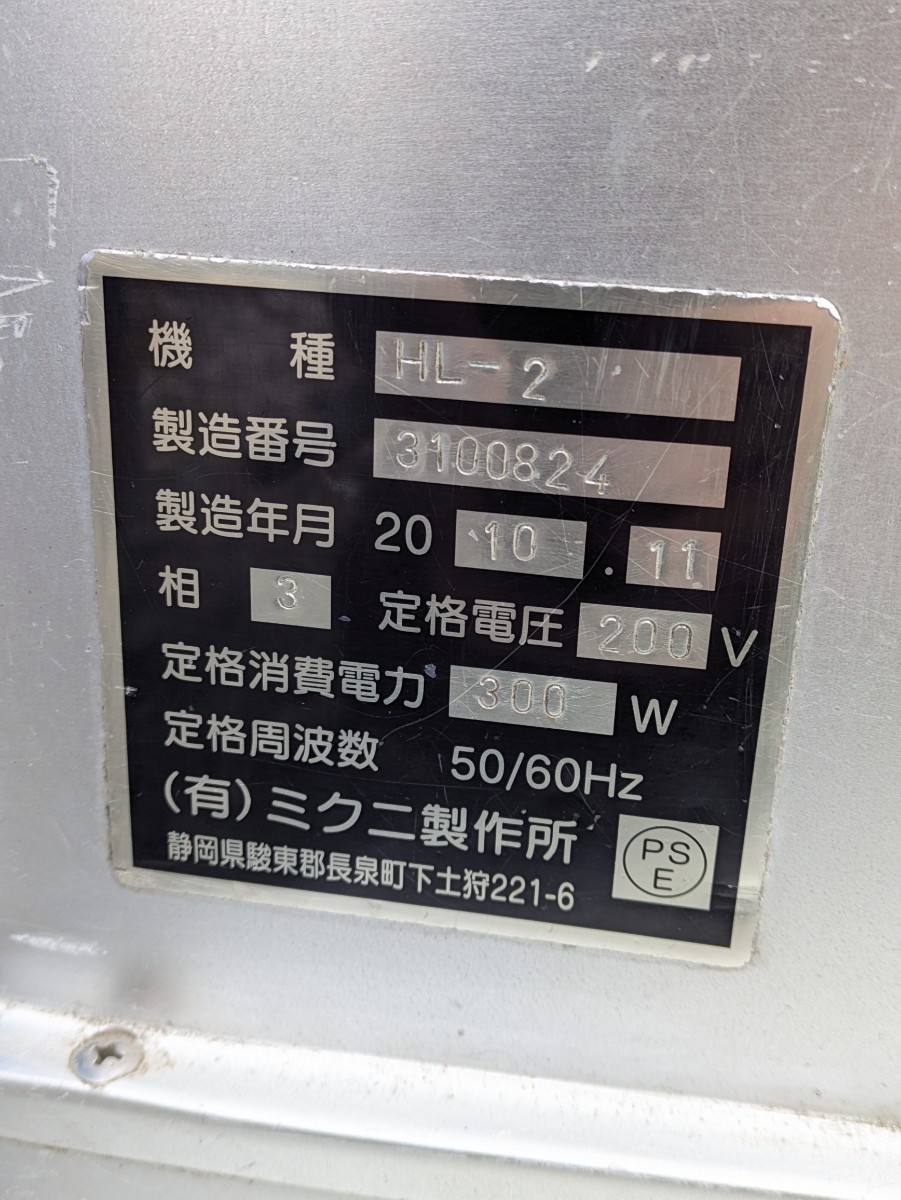 機種 HL-2
製造番号 3100824
製造年月 20 10 . 11
相 3 定格電圧 200 V
定格消費電力 300 W
定格周波数 50/60Hz
(有)ミクニ製作所
静岡県駿東郡長泉町下土狩221-6
PS
E